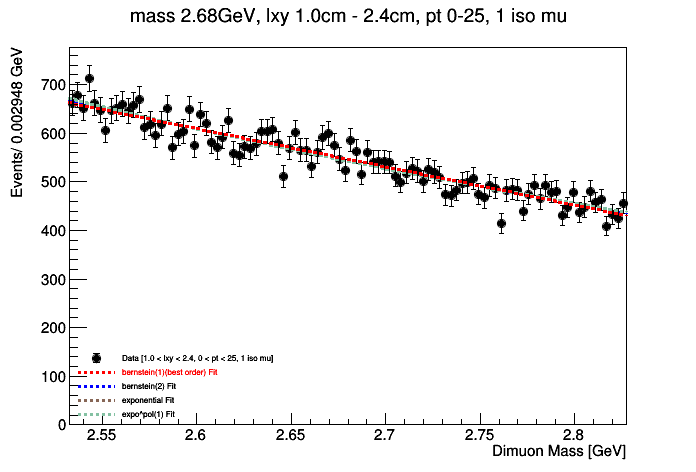 mass 2.68GeV, lxy 1.0cm - 2.4cm, pt 0-25, 1 iso mu
Events/ 0.002948 GeV
700
600
500
400
300
200
100
0
Data [1.0 < lxy < 2.4, 0 < pt < 25, 1 iso mu]
bernstein(1)(best order) Fit
bernstein(2) Fit
exponential Fit
expo*pol(1) Fit
2.55 2.6 2.65 2.7 2.75 2.8
Dimuon Mass [GeV]